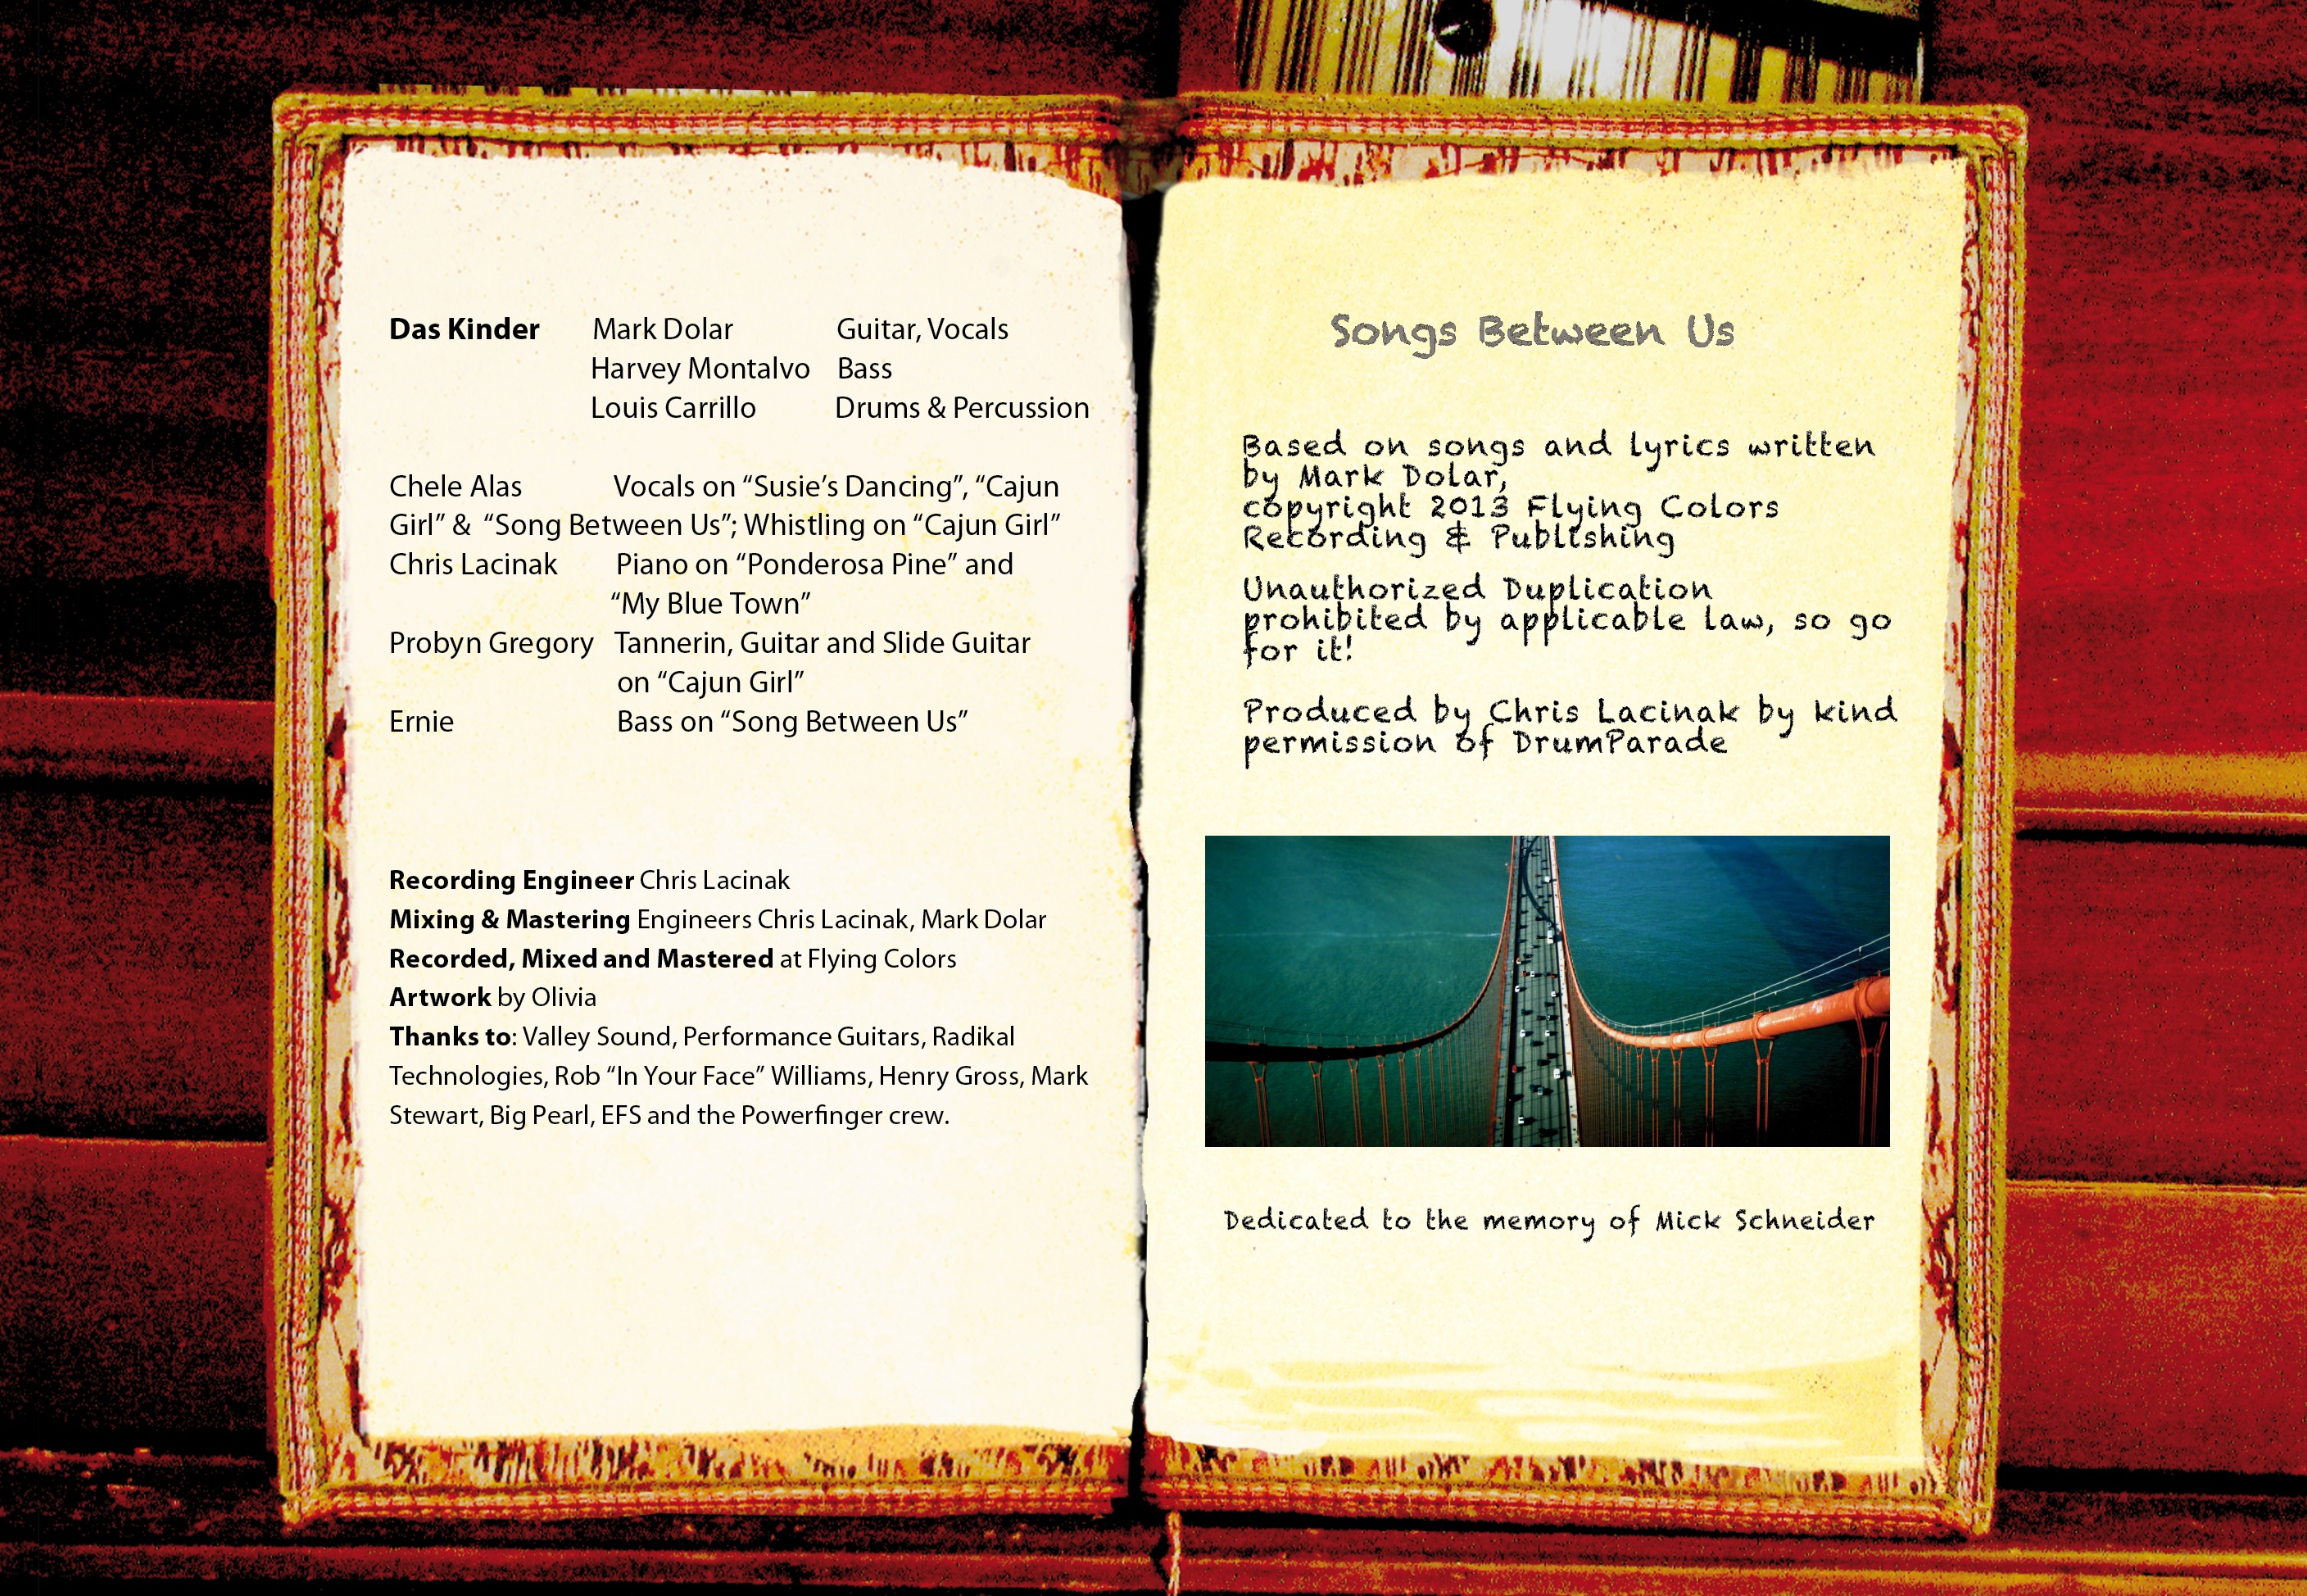 Das Kinder Mark Dolar Guitar, Vocals
Harvey Montalvo Bass
Louis Carrillo Drums & Percussion
Chele Alas Vocals on “Susie’s Dancing”, “Cajun
Girl” & “Song Between Us”; Whistling on “Cajun Girl”
Chris Lacinak Piano on “Ponderosa Pine” and
“My Blue Town”
Probyn Gregory Tannerin, Guitar and Slide Guitar
on “Cajun Girl”
Ernie Bass on “Song Between Us”
Recording Engineer Chris Lacinak
Mixing & Mastering Engineers Chris Lacinak, Mark Dolar
Recorded, Mixed and Mastered at Flying Colors
Artwork by Olivia
Thanks to: Valley Sound, Performance Guitars, Radikal
Technologies, Rob “In Your Face” Williams, Henry Gross, Mark
Stewart, Big Pearl, EFS and the Powerfinger crew.
Songs Between Us
Based on songs and lyrics written
by Mark Dolar,
copyright 2013 Flying Colors
Recording & Publishing
Unauthorized Duplication
prohibited by applicable law, so go
for it!
Produced by Chris Lacinak by kind
permission of DrumParade
Dedicated to the memory of Mick Schneider